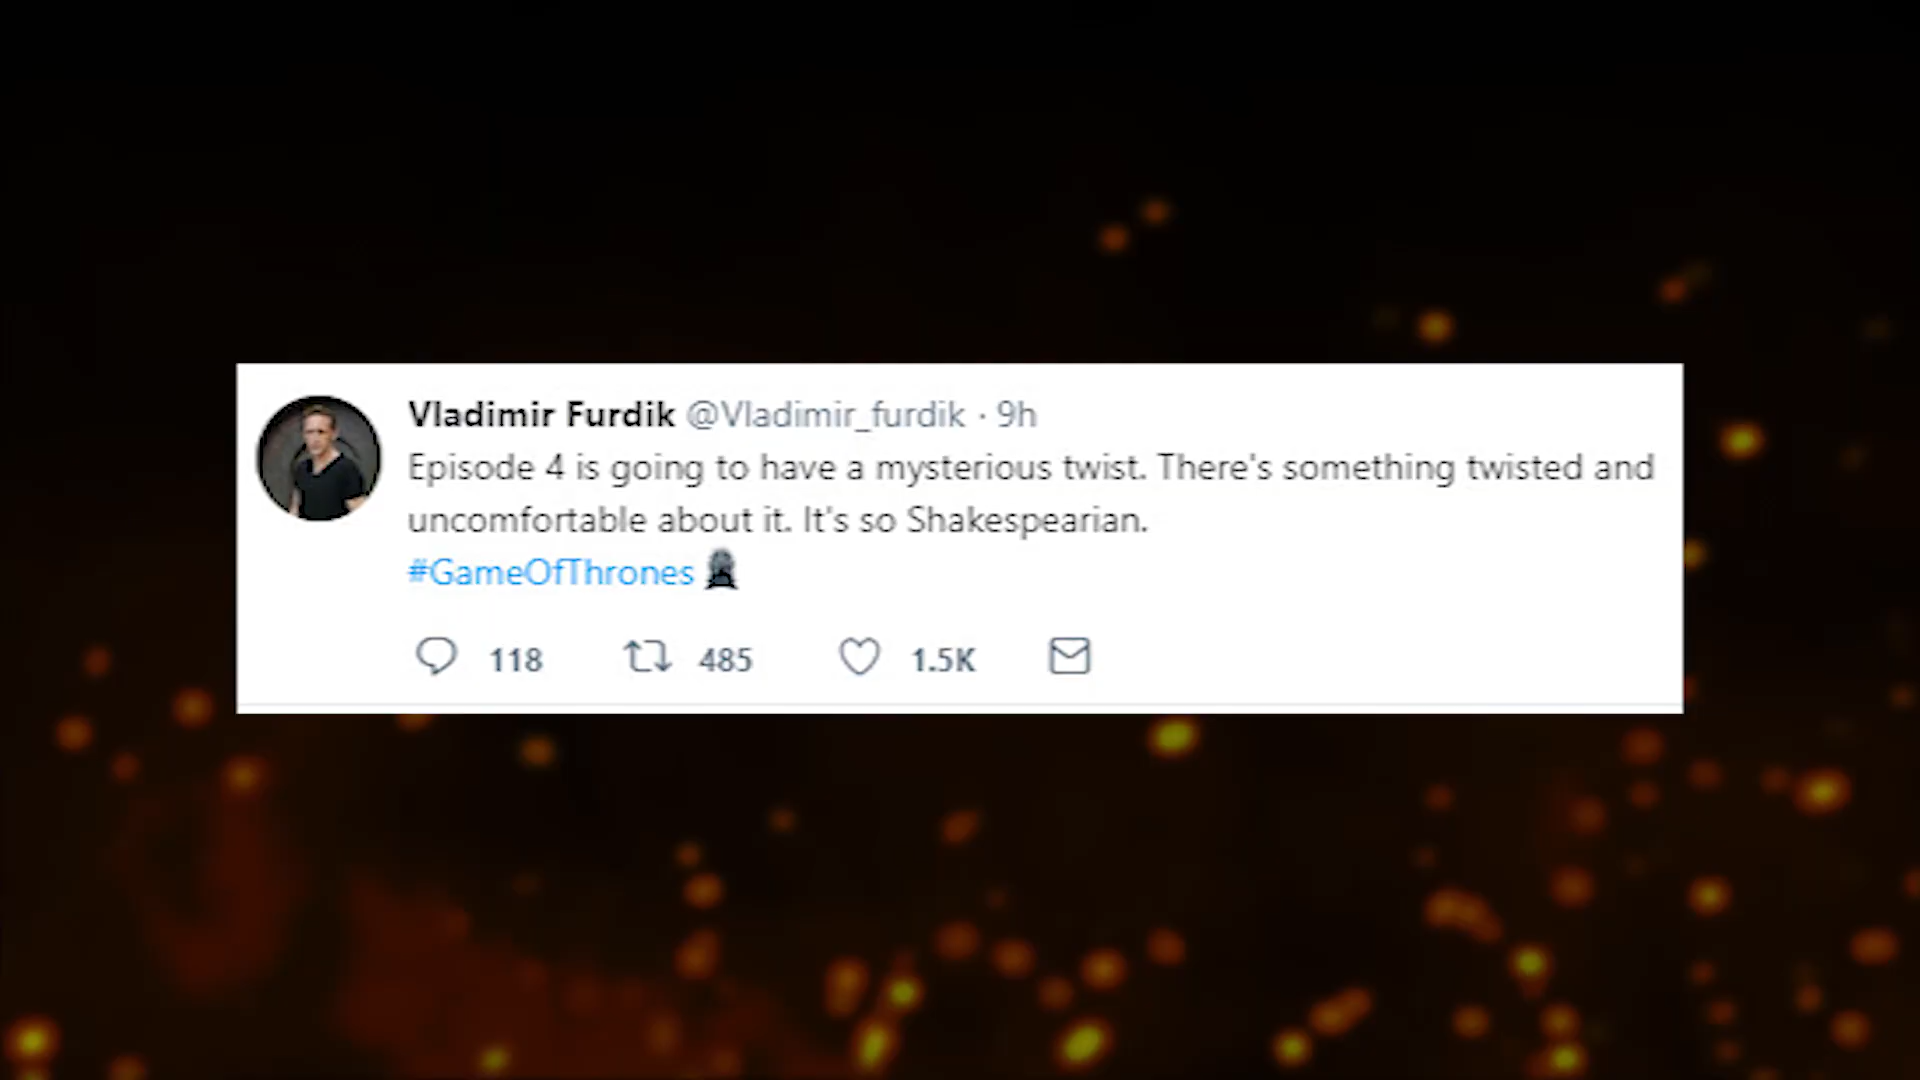 Vladimir Furdik @Vladimir_furdik · 9h
Episode 4 is going to have a mysterious twist. There's something twisted and
uncomfortable about it. It's so Shakespearian.
#GameOfThrones
118 485 1.5K